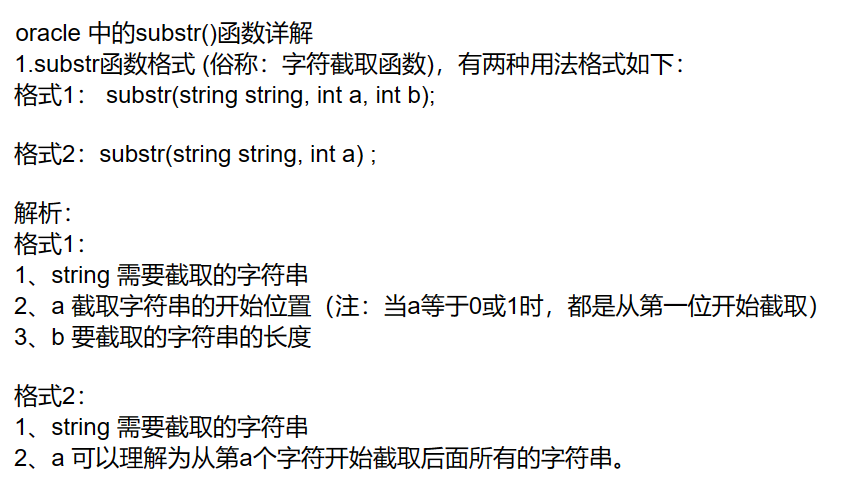 oracle 中的substr()函数详解
1.substr函数格式 (俗称：字符截取函数)，有两种用法格式如下：
格式1： substr(string string, int a, int b);
格式2：substr(string string, int a) ;
解析：
格式1：
1、string 需要截取的字符串
2、a 截取字符串的开始位置（注：当a等于0或1时，都是从第一位开始截取）
3、b 要截取的字符串的长度
格式2：
1、string 需要截取的字符串
2、a 可以理解为从第a个字符开始截取后面所有的字符串。